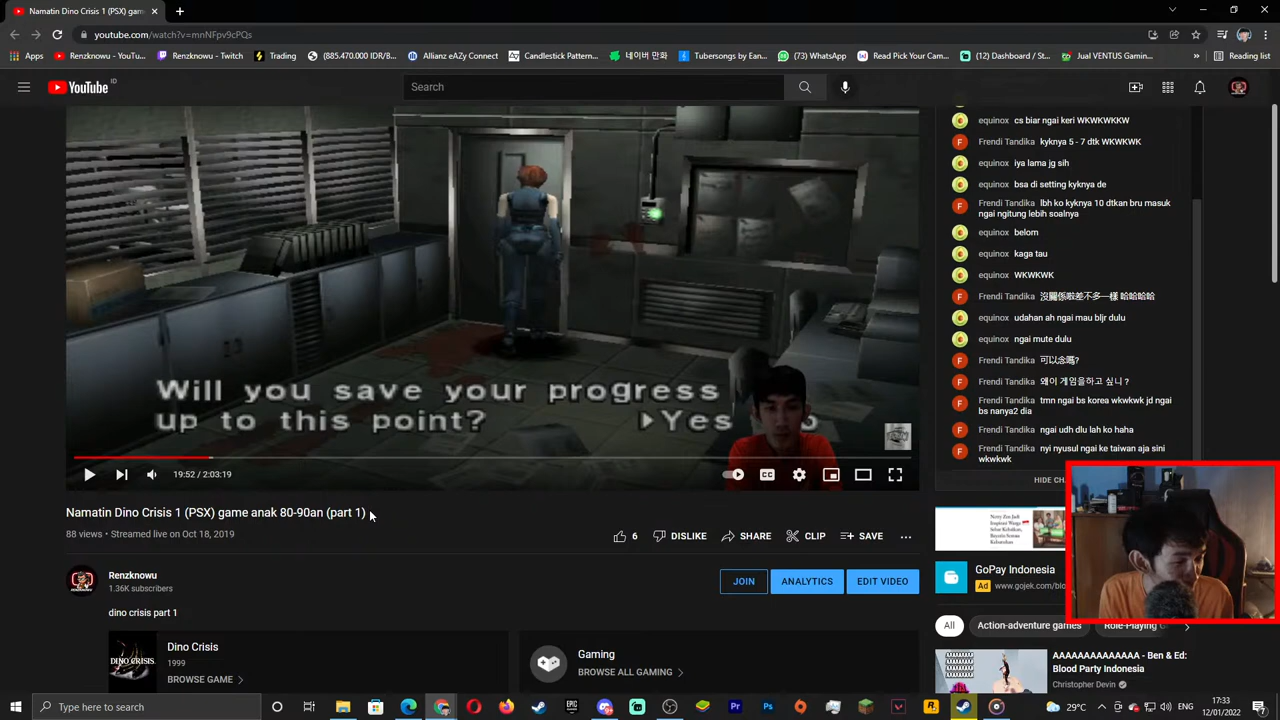 Namatin Dino Crisis 1 (PSX) gam
youtube.com/watch?v=mnNFpv9cPQs
Apps
Renzknowu - YouTube
Renzknowu - Twitch
Trading
(885.470.000 IDR/8...
Allianz eAZy Connect
Candlestick Pattern...
네이버 만화
Tubersongs by Ean...
(73) WhatsApp
Read Pick Your Cam...
(12) Dashboard / St...
Jual VENTUS Gamin...
Reading list
YouTube ID
Search
equinox cs biar ngai keri WKWKWKKW
Frendi Tandika kyknya 5 - 7 dtk WKWKWK
equinox iya lama jg sih
equinox bsa di setting kyknya de
Frendi Tandika lbh ko kyknya 10 dtkan bru masuk
ngai ngitung lebih soalnya
equinox belom
equinox kaga tau
equinox WKWKWK
Frendi Tandika 沒關係啦差不多一樣 哈哈哈哈
equinox udahan ah ngai mau bljr dulu
equinox ngai mute dulu
Frendi Tandika 可以念嗎?
Frendi Tandika 왜이 게임을하고 싶니 ?
Frendi Tandika tmn ngai bs korea wkwkwk jd ngai
bs nanya2 dia
Frendi Tandika ngai udh dlu lah ko haha
Frendi Tandika nyi nyusul ngai ke taiwan aja sini
wkwkwk
HIDE CH
Will you save your progress
up to this point? Yes
19:52 / 2:03:19
Namatin Dino Crisis 1 (PSX) game anak 80-90an (part 1)
88 views • Streamed live on Oct 18, 2019
6
DISLIKE
SHARE
CLIP
SAVE
Renzknowu
1.36K subscribers
JOIN
ANALYTICS
EDIT VIDEO
dino crisis part 1
DINO CRISIS
Dino Crisis
1999
BROWSE GAME
Gaming
BROWSE ALL GAMING
GoPay Indonesia
Ad www.gojek.com/blo
All
Action-adventure games
Role-Playing G
AAAAAAAAAAAAAA - Ben & Ed:
Blood Party Indonesia
Christopher Devin
Type here to search
29°C
17:33
12/01/2022